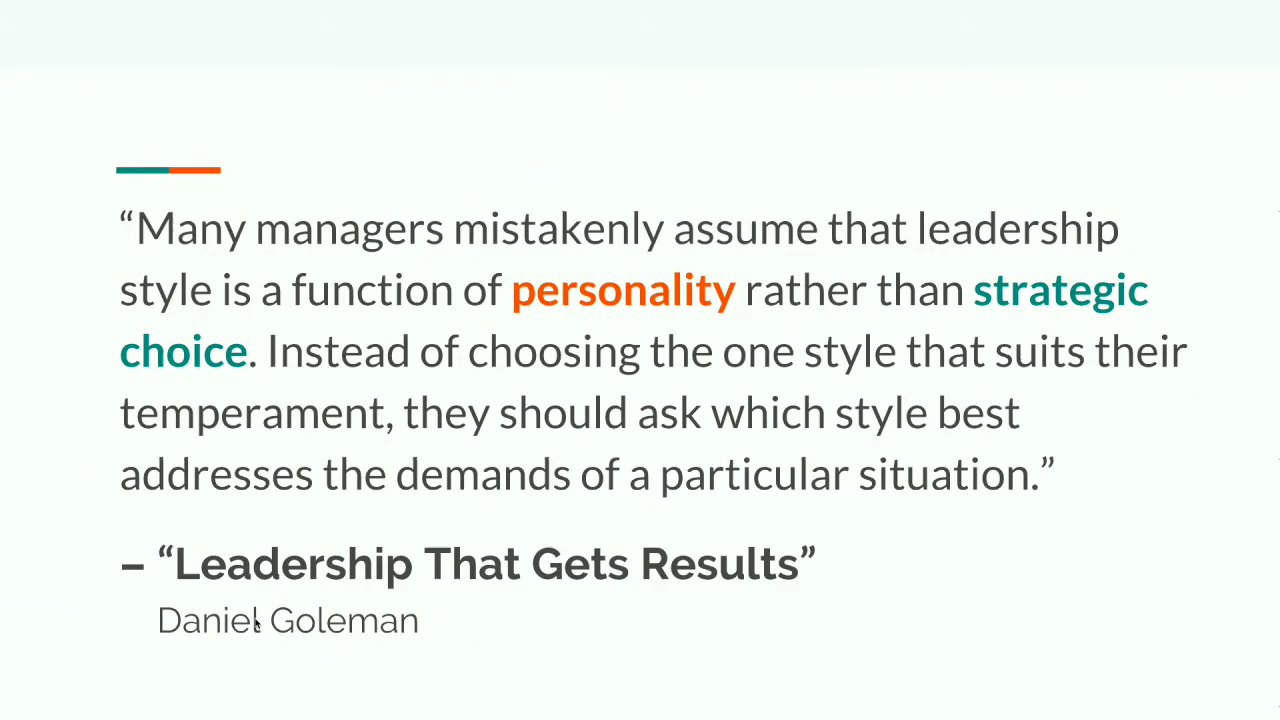 “Many managers mistakenly assume that leadership
style is a function of personality rather than strategic
choice. Instead of choosing the one style that suits their
temperament, they should ask which style best
addresses the demands of a particular situation.”
– “Leadership That Gets Results”
Daniel Goleman